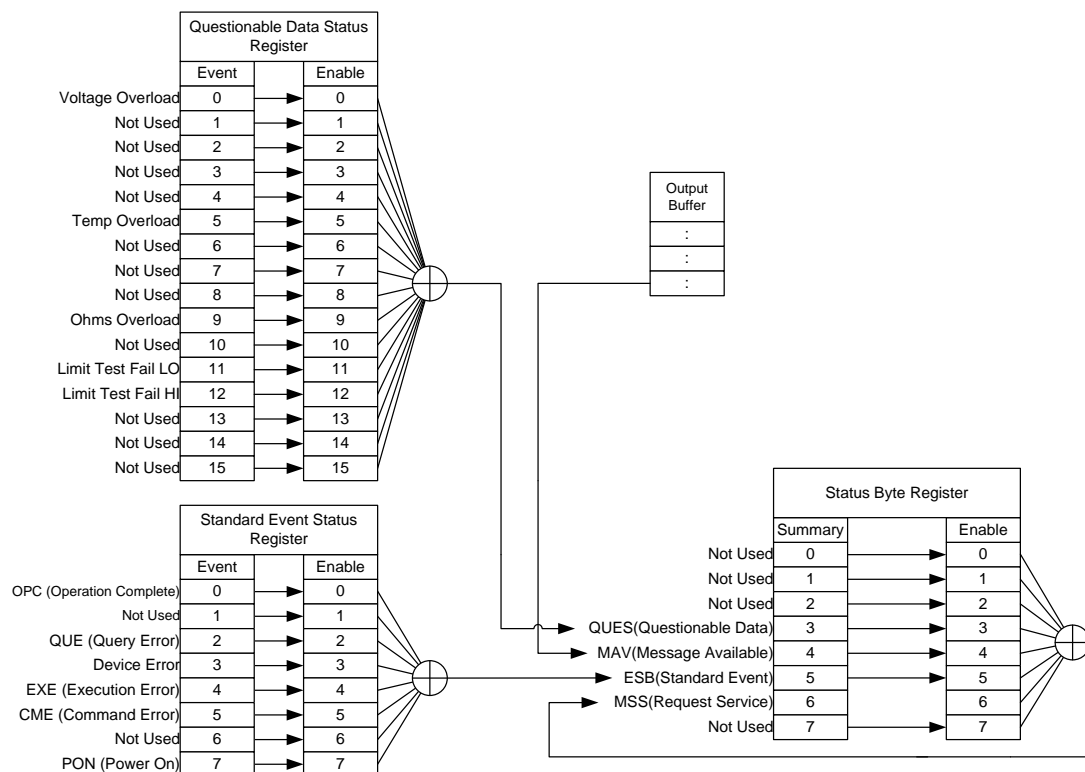 Questionable Data Status
Register
Event Enable
Voltage Overload 0 0
Not Used 1 1
Not Used 2 2
Not Used 3 3
Not Used 4 4
Temp Overload 5 5
Not Used 6 6
Not Used 7 7
Not Used 8 8
Ohms Overload 9 9
Not Used 10 10
Limit Test Fail LO 11 11
Limit Test Fail HI 12 12
Not Used 13 13
Not Used 14 14
Not Used 15 15
Output
Buffer
:
:
:
Standard Event Status
Register
Event Enable
OPC (Operation Complete) 0 0
Not Used 1 1
QUE (Query Error) 2 2
Device Error 3 3
EXE (Execution Error) 4 4
CME (Command Error) 5 5
Not Used 6 6
PON (Power On) 7 7
Status Byte Register
Summary Enable
Not Used 0 0
Not Used 1 1
Not Used 2 2
QUES(Questionable Data) 3 3
MAV(Message Available) 4 4
ESB(Standard Event) 5 5
MSS(Request Service) 6 6
Not Used 7 7